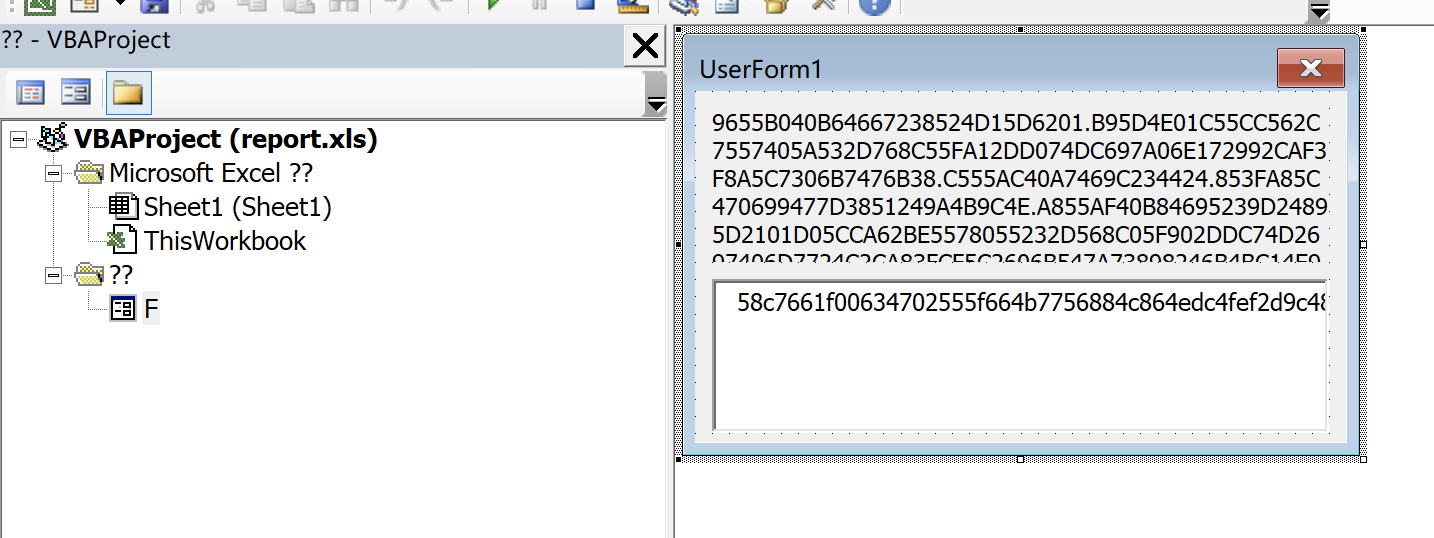 ?? - VBAProject
VBAProject (report.xls)
Microsoft Excel ??
Sheet1 (Sheet1)
ThisWorkbook
??
F
UserForm1
9655B040B64667238524D15D6201.B95D4E01C55CC562C
7557405A532D768C55FA12DD074DC697A06E172992CAF3
F8A5C7306B7476B38.C555AC40A7469C234424.853FA85C
470699477D3851249A4B9C4E.A855AF40B84695239D2489
5D2101D05CCA62BE5578055232D568C05F902DDC74D26
58c7661f00634702555f664b7756884c864edc4fef2d9c48